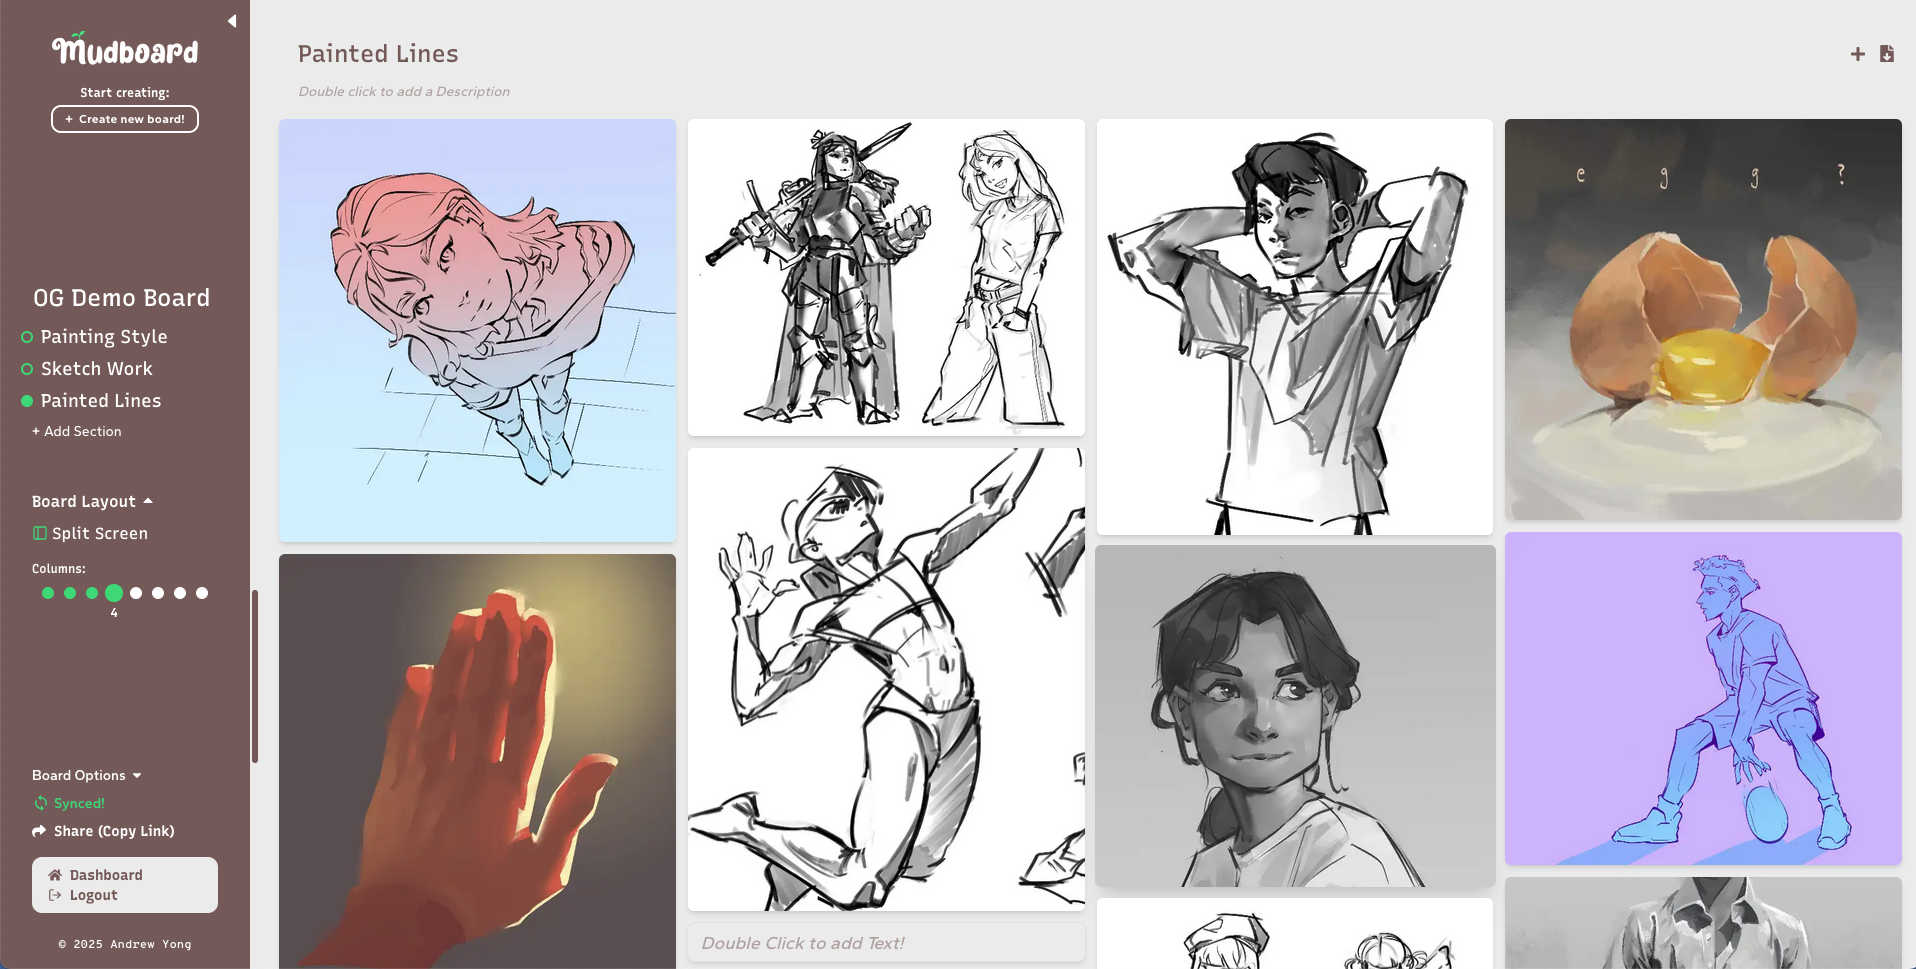 Mudboard
Start creating:
+ Create new board!
OG Demo Board
Painting Style
Sketch Work
Painted Lines
+ Add Section
Board Layout
Split Screen
Columns:
4
Board Options
Synced!
Share (Copy Link)
Dashboard
Logout
© 2025 Andrew Yong
Painted Lines
Double click to add a Description
e g g ?
Double Click to add Text!